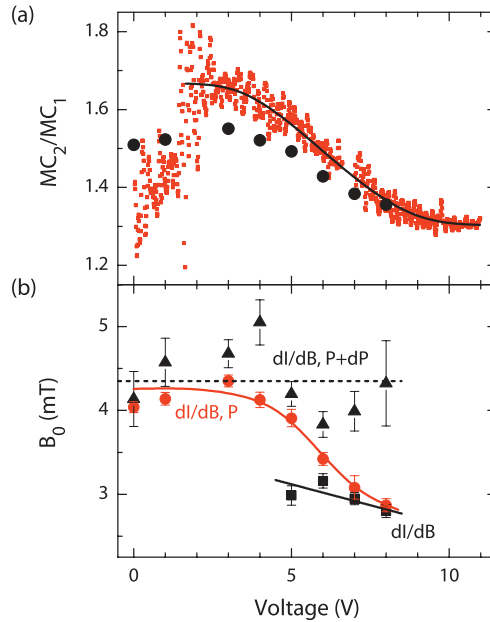 (a)
1.8
1.6
1.4
1.2
MC2/MC1
(b)
5
4
3
B0 (mT)
dI/dB, P+dP
dI/dB, P
dI/dB
0
5
10
Voltage (V)